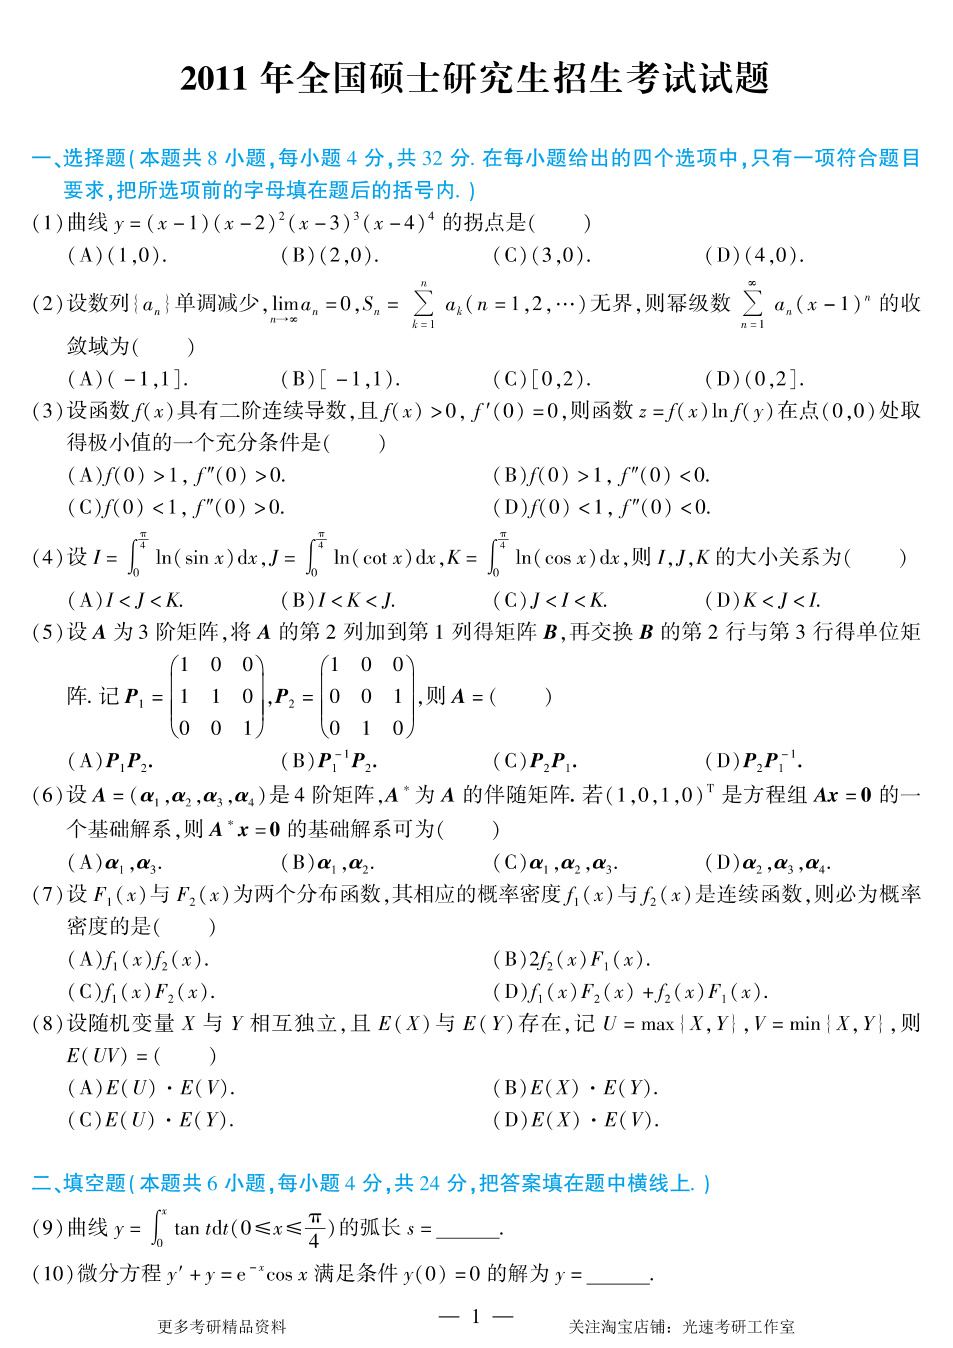 2011 年全国硕士研究生招生考试试题
一、选择题(本题共 8 小题,每小题 4 分,共 32 分. 在每小题给出的四个选项中,只有一项符合题目
要求,把所选项前的字母填在题后的括号内. )
(1)曲线 y=(x-1)(x-2)²(x-3)³(x-4)⁴ 的拐点是(  )
(A)(1,0). (B)(2,0). (C)(3,0). (D)(4,0).
(2)设数列{aₙ}单调减少,lim_{n→∞} aₙ=0,Sₙ= ∑_{k=1}^{n} aₖ(n=1,2,…)无界,则幂级数 ∑_{n=1}^{∞} aₙ(x-1)ⁿ 的收
敛域为(  )
(A)(-1,1]. (B)[-1,1). (C)[0,2). (D)(0,2].
(3)设函数 f(x)具有二阶连续导数,且 f(x)>0, f′(0)=0,则函数 z=f(x)ln f(y)在点(0,0)处取
得极小值的一个充分条件是(  )
(A)f(0)>1, f″(0)>0. (B)f(0)>1, f″(0)<0.
(C)f(0)<1, f″(0)>0. (D)f(0)<1, f″(0)<0.
(4)设 I= ∫_0^{π/4} ln(sin x)dx,J= ∫_0^{π/4} ln(cot x)dx,K= ∫_0^{π/4} ln(cos x)dx,则 I,J,K 的大小关系为(  )
(A)I<J<K. (B)I<K<J. (C)J<I<K. (D)K<J<I.
(5)设 A 为 3 阶矩阵,将 A 的第 2 列加到第 1 列得矩阵 B,再交换 B 的第 2 行与第 3 行得单位矩
阵. 记 P₁= (1 0 0; 1 1 0; 0 0 1),P₂= (1 0 0; 0 0 1; 0 1 0),则 A=(  )
(A)P₁P₂. (B)P₁⁻¹P₂. (C)P₂P₁. (D)P₂P₁⁻¹.
(6)设 A=(α₁,α₂,α₃,α₄)是 4 阶矩阵,A* 为 A 的伴随矩阵. 若(1,0,1,0)ᵀ 是方程组 Ax=0 的一
个基础解系,则 A*x=0 的基础解系可为(  )
(A)α₁,α₃. (B)α₁,α₂. (C)α₁,α₂,α₃. (D)α₂,α₃,α₄.
(7)设 F₁(x)与 F₂(x)为两个分布函数,其相应的概率密度 f₁(x)与 f₂(x)是连续函数,则必为概率
密度的是(  )
(A)f₁(x)f₂(x). (B)2f₂(x)F₁(x).
(C)f₁(x)F₂(x). (D)f₁(x)F₂(x)+f₂(x)F₁(x).
(8)设随机变量 X 与 Y 相互独立,且 E(X)与 E(Y)存在,记 U=max{X,Y},V=min{X,Y},则
E(UV)=(  )
(A)E(U)·E(V). (B)E(X)·E(Y).
(C)E(U)·E(Y). (D)E(X)·E(V).
二、填空题(本题共 6 小题,每小题 4 分,共 24 分,把答案填在题中横线上. )
(9)曲线 y= ∫_0^x tan tdt(0≤x≤π/4)的弧长 s=______.
(10)微分方程 y′+y=e⁻ˣcos x 满足条件 y(0)=0 的解为 y=______.
— 1 —
更多考研精品资料 关注淘宝店铺：光速考研工作室